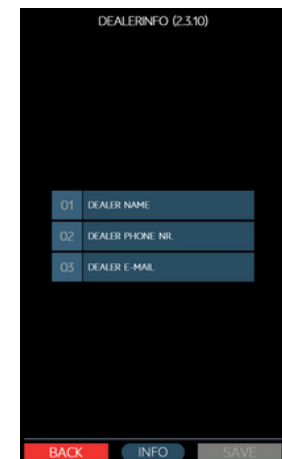 DEALERINFO (2.3.10)
01 DEALER NAME
02 DEALER PHONE NR.
03 DEALER E-MAIL
BACK INFO SAVE